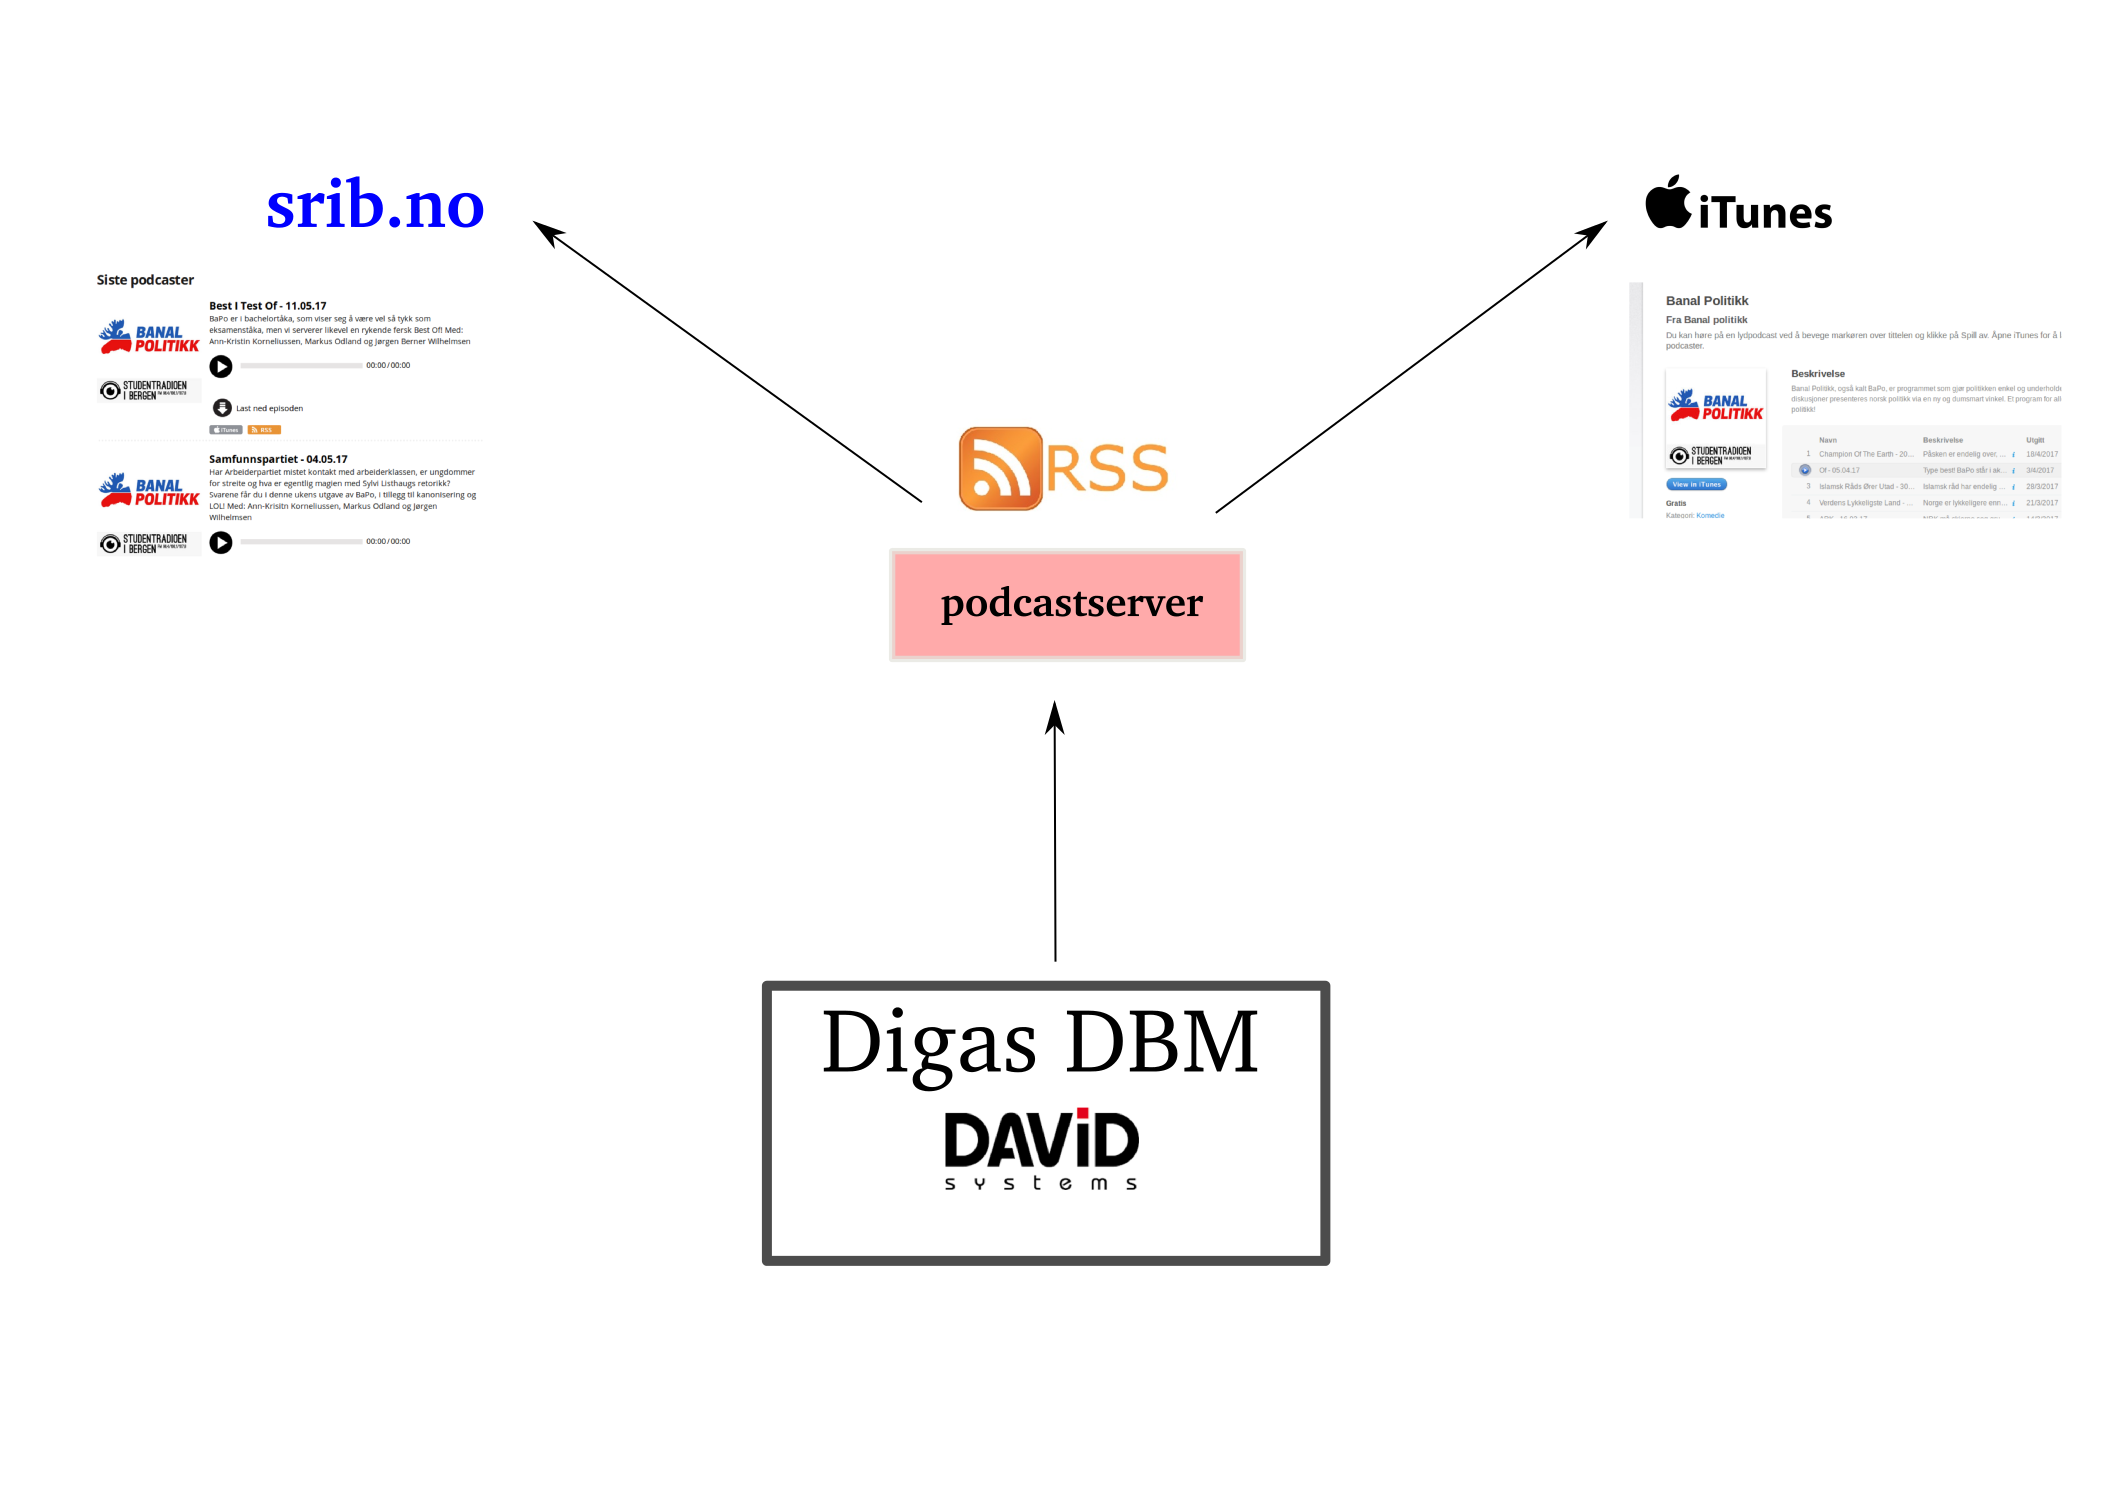 srib.no
Siste podcaster
BANAL
POLITIKK
STUDENTRADIOEN
I BERGEN
Best I Test Of - 11.05.17
BaPo er i bachelortåka, som viser seg å være vel så tykk som
eksamenståka, men vi serverer likevel en rykende fersk Best Of! Med:
Ann-Kristin Korneliussen, Markus Odland og Jørgen Berner Wilhelmsen
00:00/00:00
Last ned episoden
iTunes
RSS
BANAL
POLITIKK
STUDENTRADIOEN
I BERGEN
Samfunnspartiet - 04.05.17
Har Arbeiderpartiet mistet kontakt med arbeiderklassen, er ungdommer
for streite og hva er egentlig magien med Sylvi Listhaugs retorikk?
Svarene får du i denne ukens utgave av BaPo, i tillegg til kanonisering og
LOL! Med: Ann-Krisitn Korneliussen, Markus Odland og Jørgen
Wilhelmsen
00:00/00:00
RSS
podcastserver
Digas DBM
DAViD
systems
iTunes
Banal Politikk
Fra Banal politikk
Du kan høre på en lydpodcast ved å bevege markøren over tittelen og klikke på Spill av. Åpne iTunes for å
podcaster.
BANAL
POLITIKK
STUDENTRADIOEN
I BERGEN
View in iTunes
Gratis
Kategori: Komedie
Beskrivelse
Banal Politikk, også kalt BaPo, er programmet som gjør politikken enkel og underholde
diskusjoner presenteres norsk politikk via en ny og dumsmart vinkel. Et program for all
politikk!
Navn Beskrivelse Utgitt
1 Champion Of The Earth - 20... Påsken er endelig over, ... 18/4/2017
Of - 05.04.17 Type best! BaPo står i øk... 3/4/2017
3 Islamsk Råds Ører Utad - 30... Islamsk råd har endelig ... 28/3/2017
4 Verdens Lykkeligste Land - ... Norge er lykkeligere enn... 21/3/2017